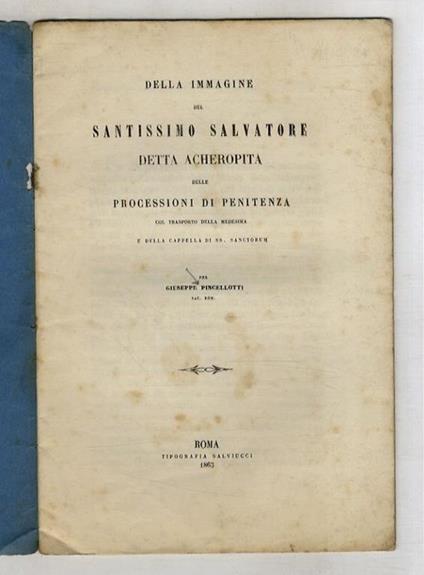 DELLA IMMAGINE
DEL
SANTISSIMO SALVATORE
DETTA ACHEROPITA
DELLE
PROCESSIONI DI PENITENZA
COL TRASPORTO DELLA MEDESIMA
E DELLA CAPPELLA DI SS. SANCTORUM
PER
GIUSEPPE PINCELLOTTI
SAC. ROM.
ROMA
TIPOGRAFIA SALVIUCCI
1863